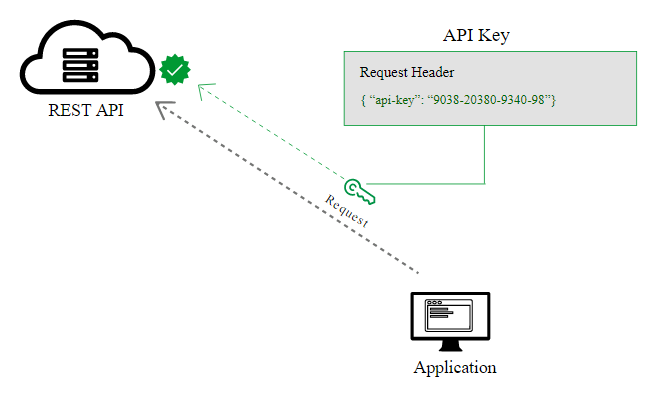 API Key
Request Header
{ “api-key”: “9038-20380-9340-98”}
REST API
Request
Application